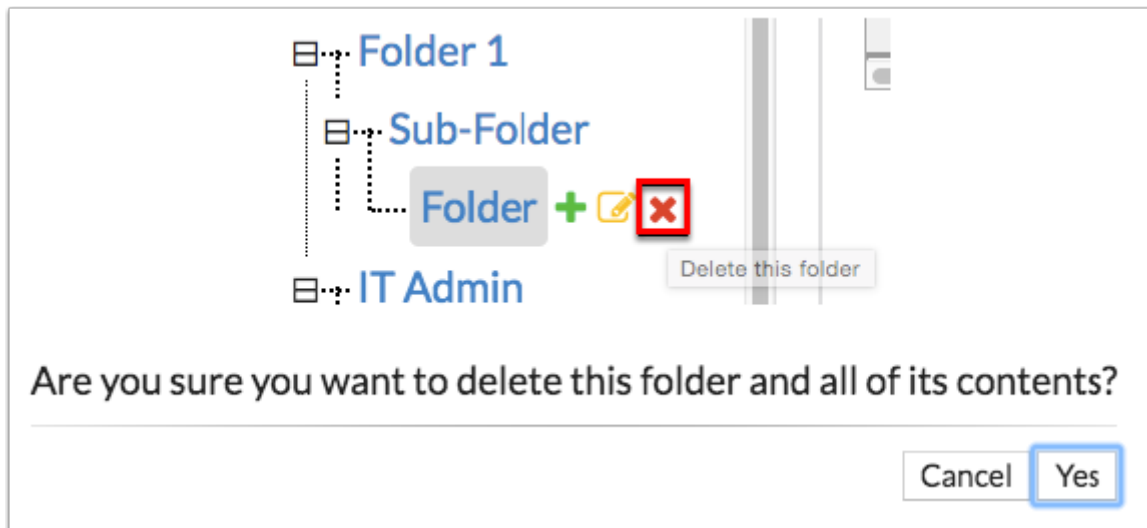 Folder 1
Sub-Folder
Folder
Delete this folder
IT Admin
Are you sure you want to delete this folder and all of its contents?
Cancel Yes